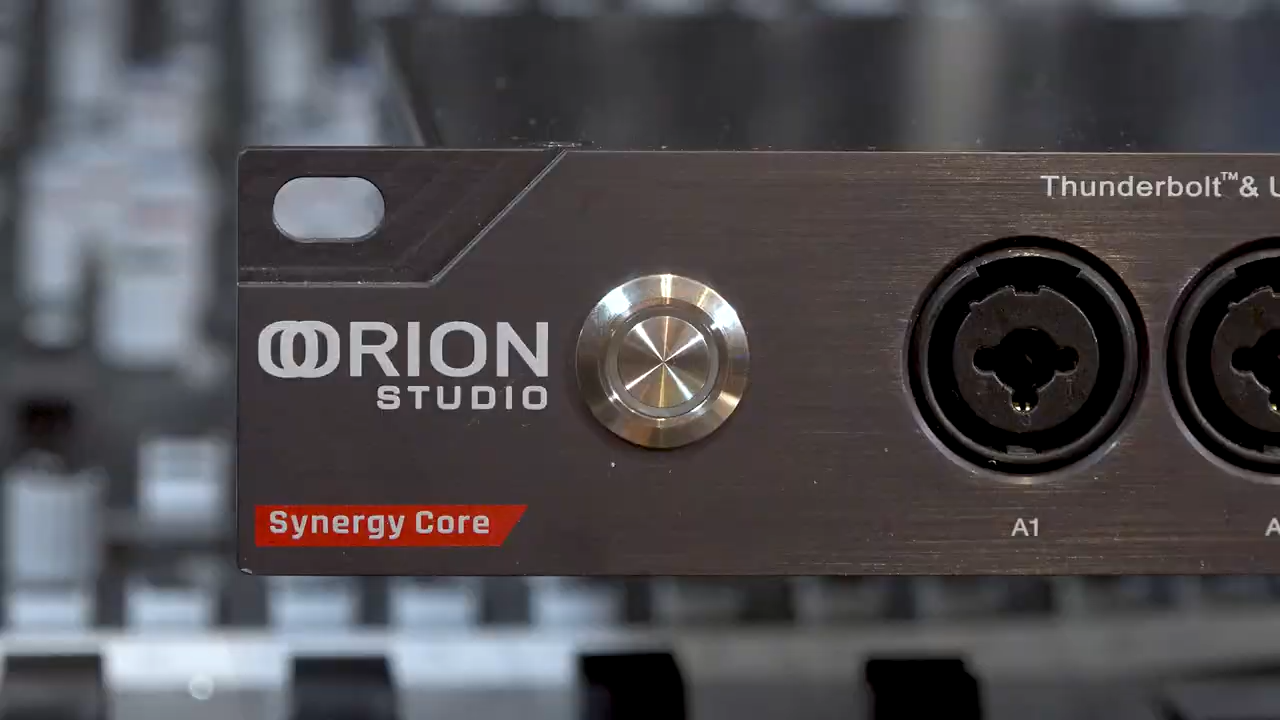 Thunderbolt™ & U
ORION
STUDIO
Synergy Core
A1
A